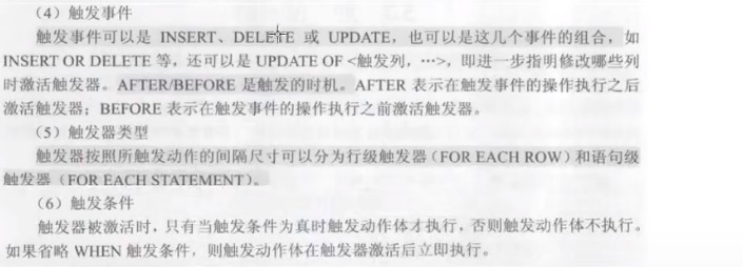 （4）触发事件
触发事件可以是 INSERT、DELETE 或 UPDATE，也可以是这几个事件的组合，如
INSERT OR DELETE 等，还可以是 UPDATE OF <触发列，…>，即进一步指明修改哪些列
时激活触发器。AFTER/BEFORE 是触发的时机。AFTER 表示在触发事件的操作执行之后
激活触发器；BEFORE 表示在触发事件的操作执行之前激活触发器。
（5）触发器类型
触发器按照所触发动作的间隔尺寸可以分为行级触发器（FOR EACH ROW）和语句级
触发器（FOR EACH STATEMENT）。
（6）触发条件
触发器被激活时，只有当触发条件为真时触发动作体才执行，否则触发动作体不执行。
如果省略 WHEN 触发条件，则触发动作体在触发器激活后立即执行。